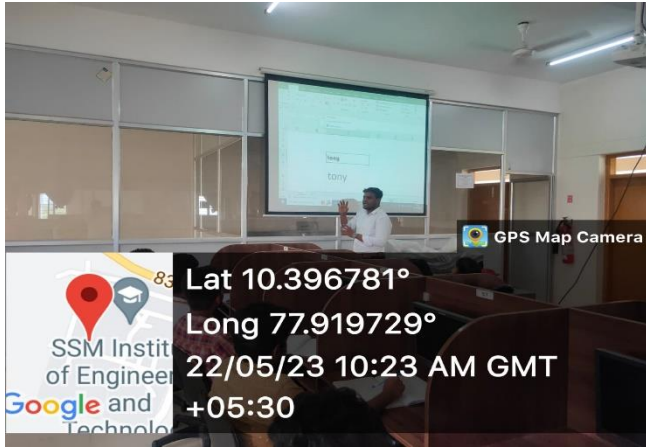 tony
GPS Map Camera
83
SSM Instit
of Engineer
and
Technolo
Google
Lat 10.396781°
Long 77.919729°
22/05/23 10:23 AM GMT
+05:30